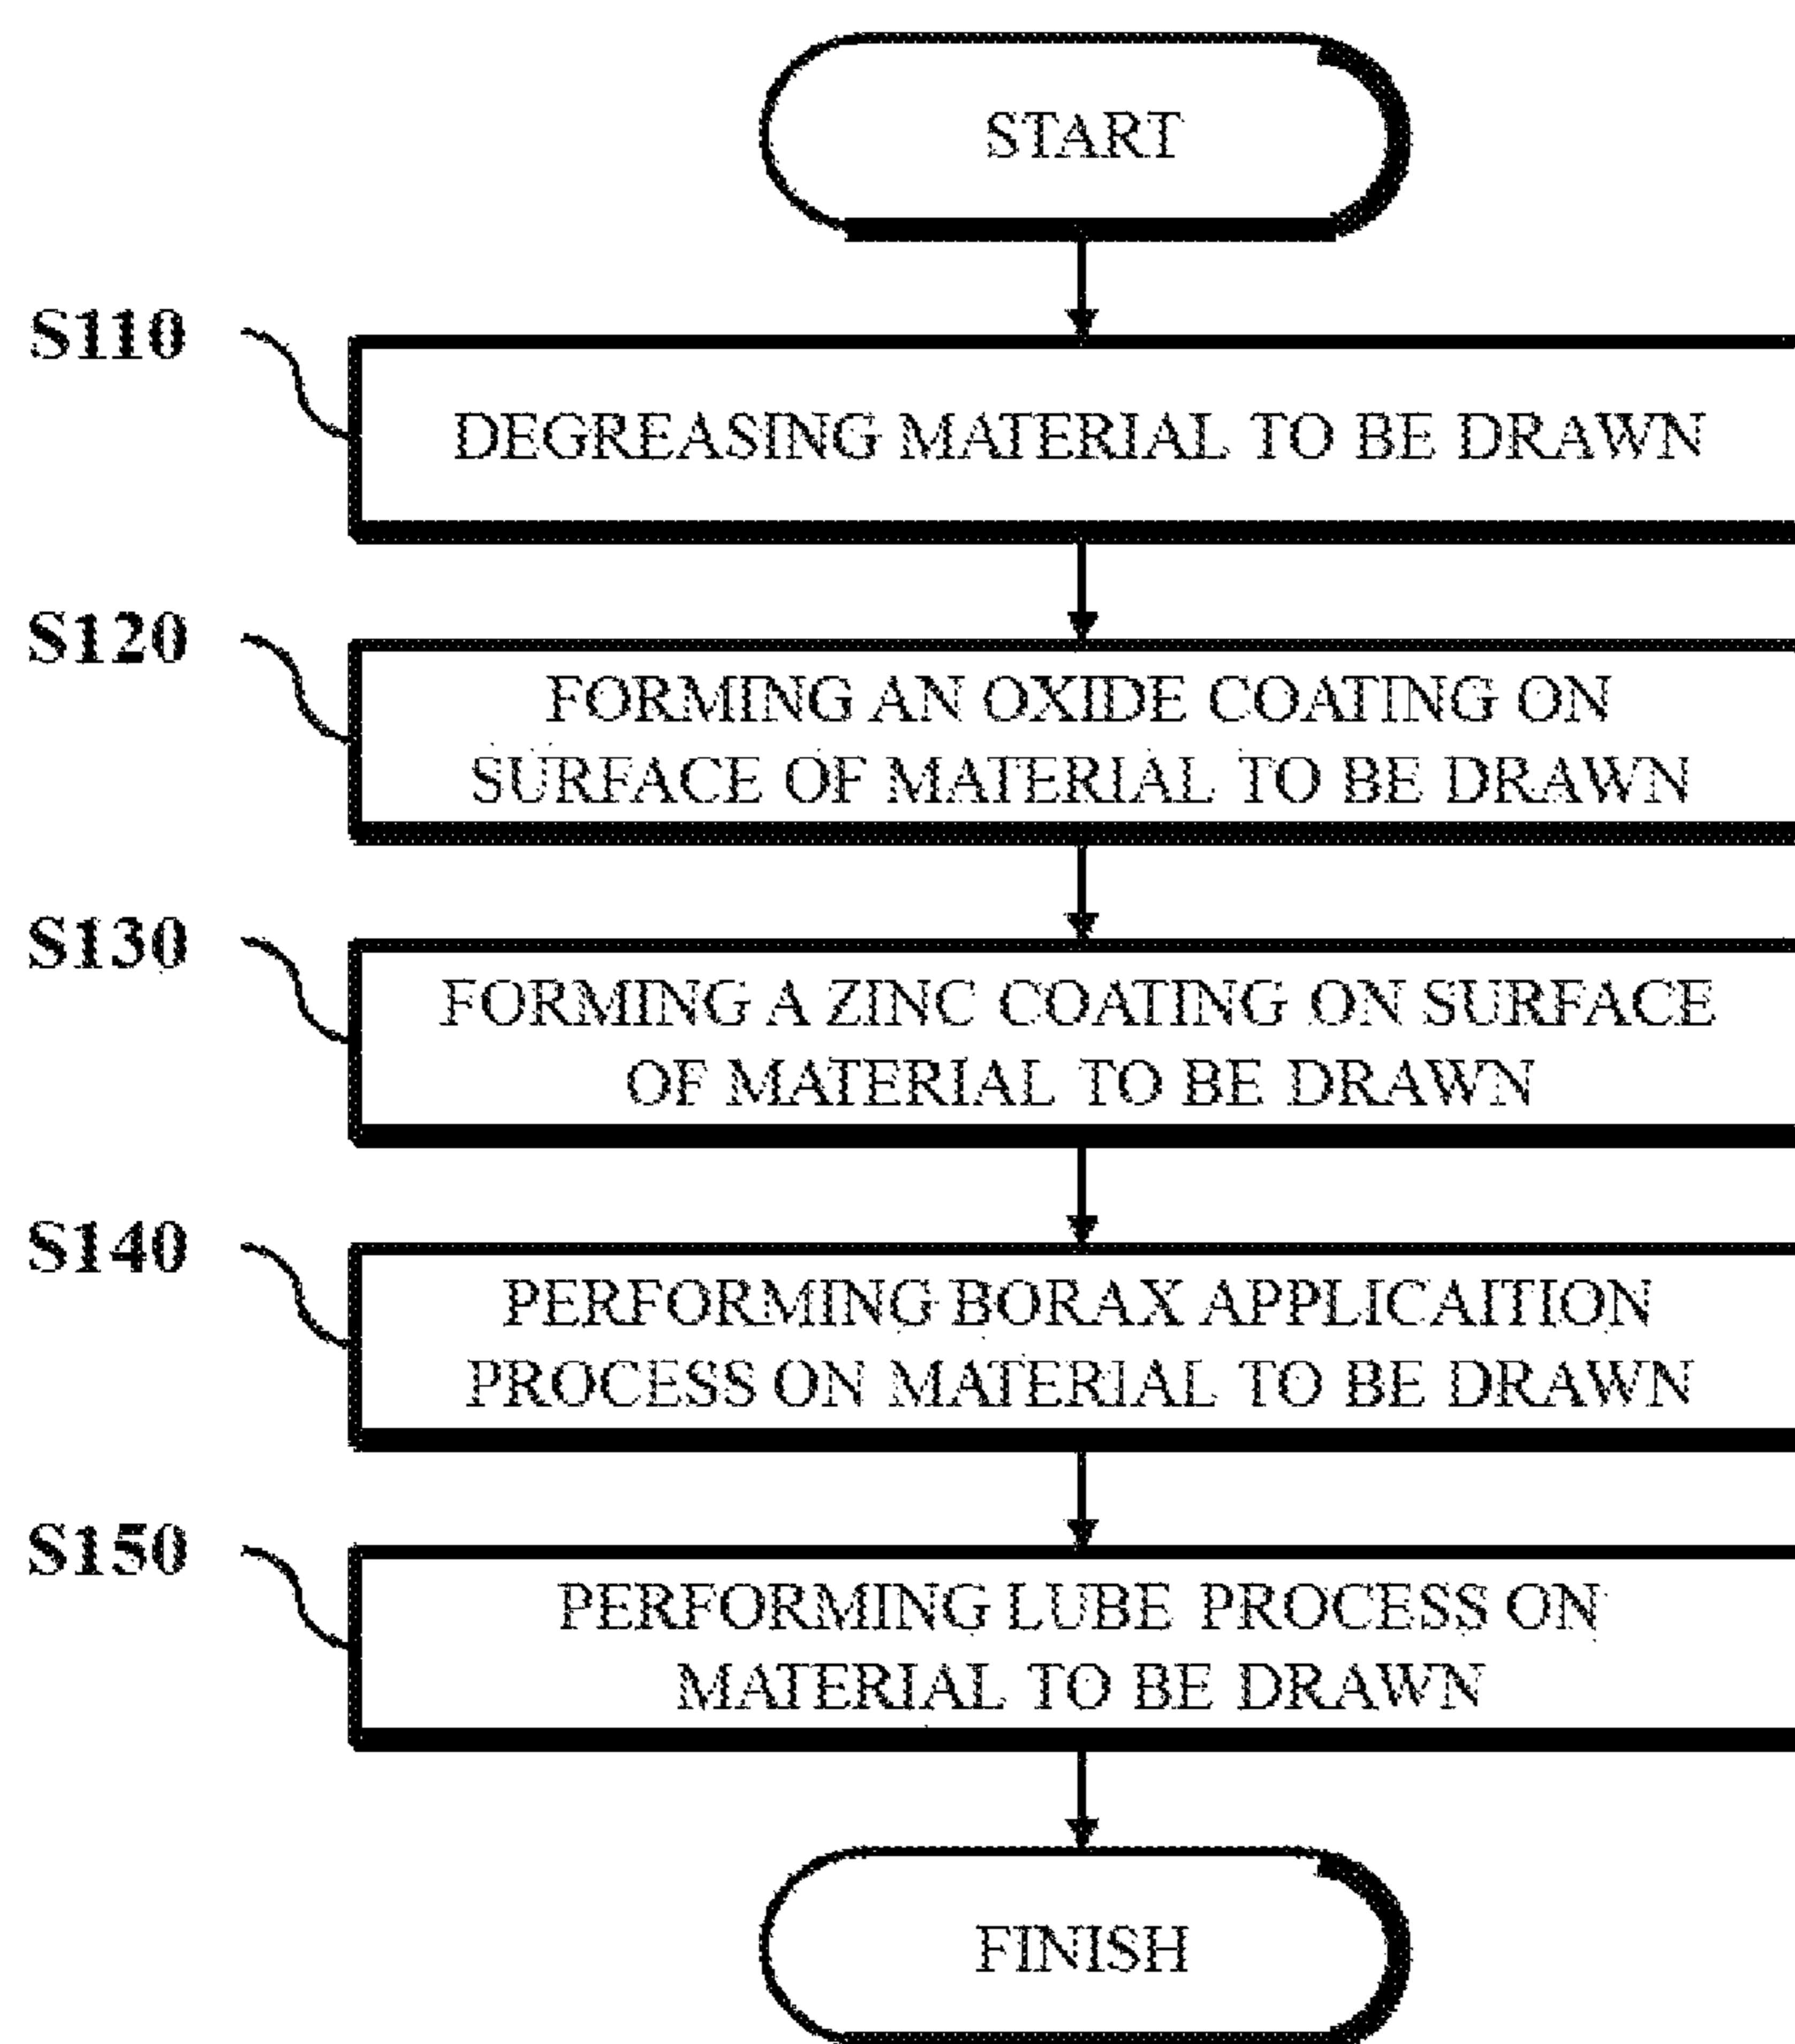 START
S110
DEGREASING MATERIAL TO BE DRAWN
S120
FORMING AN OXIDE COATING ON
SURFACE OF MATERIAL TO BE DRAWN
S130
FORMING A ZINC COATING ON SURFACE
OF MATERIAL TO BE DRAWN
S140
PERFORMING BORAX APPLICAITION
PROCESS ON MATERIAL TO BE DRAWN
S150
PERFORMING LUBE PROCESS ON
MATERIAL TO BE DRAWN
FINISH